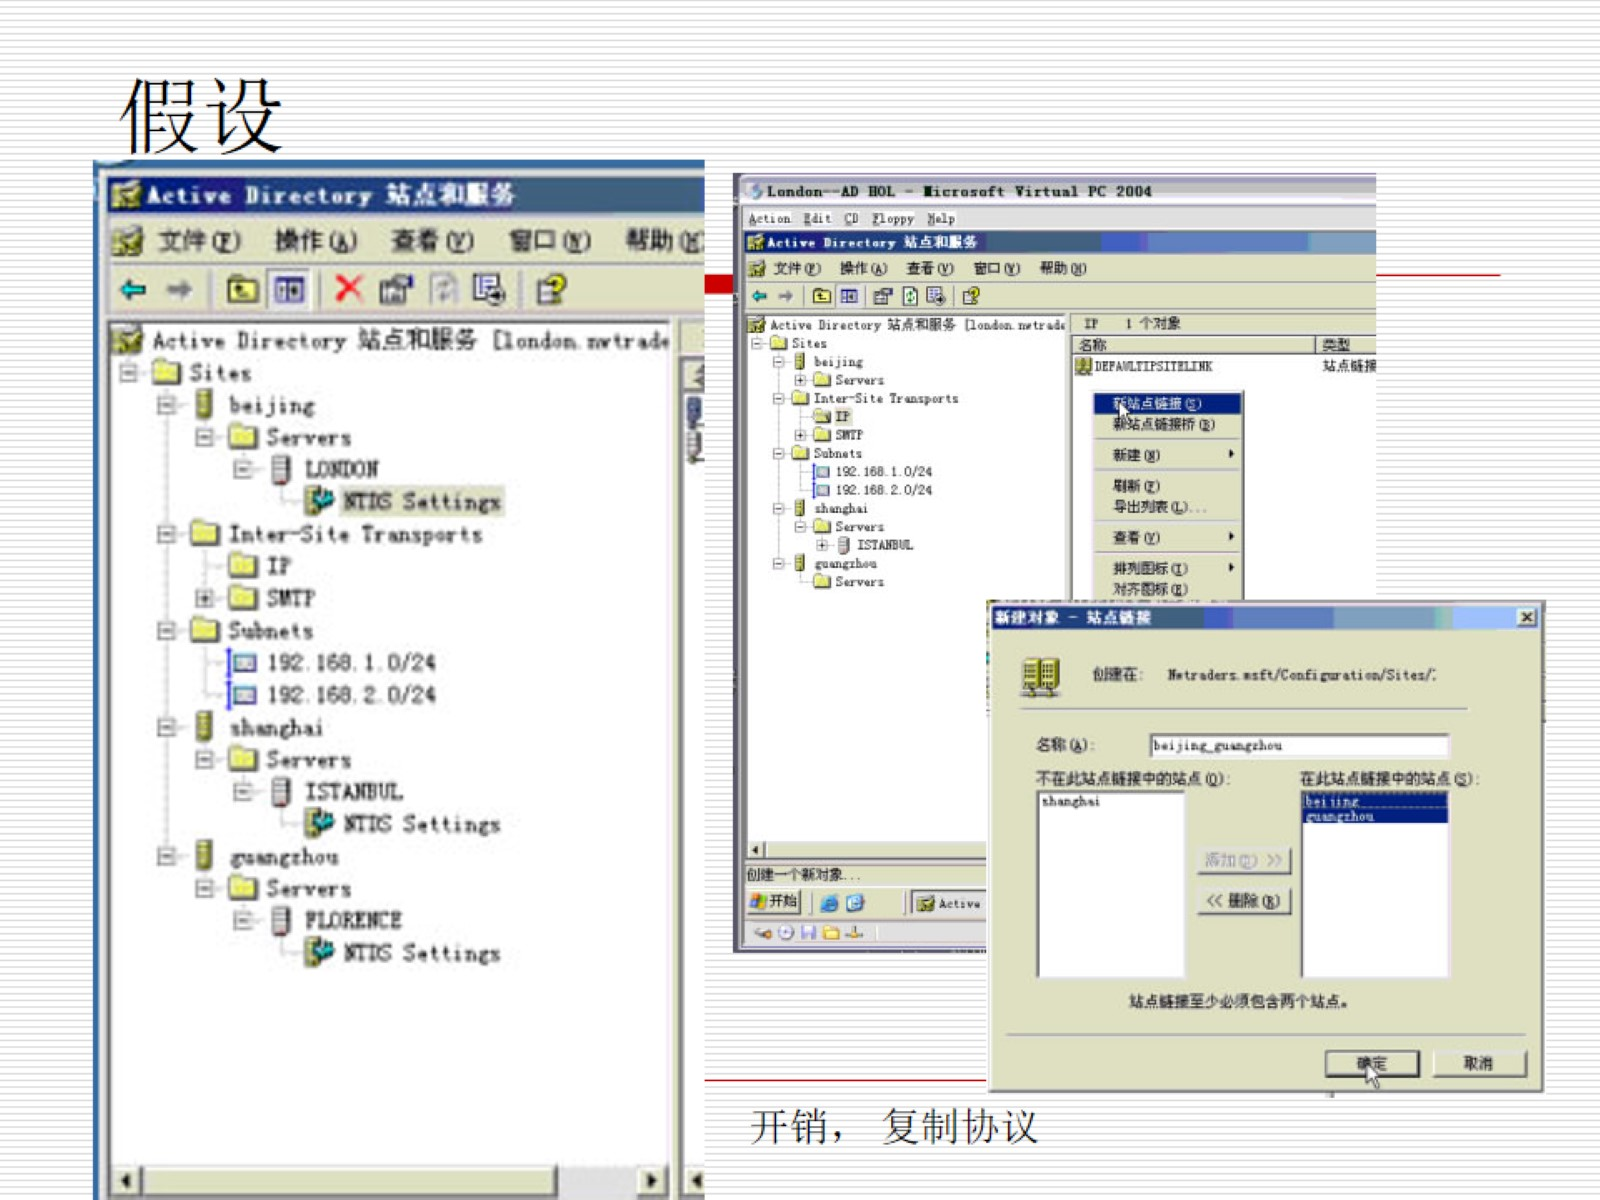 假设
Active Directory 站点和服务
文件(F) 操作(A) 查看(V) 窗口(W) 帮助(H
Active Directory 站点和服务 [london.nwtrade
Sites
beijing
Servers
LONDON
NTDS Settings
Inter-Site Transports
IP
SMTP
Subnets
192.168.1.0/24
192.168.2.0/24
shanghai
Servers
ISTANBUL
NTDS Settings
guangzhou
Servers
FLORENCE
NTDS Settings
London--AD HOL - Microsoft Virtual PC 2004
Action Edit CD Floppy Help
Active Directory 站点和服务
文件(F) 操作(A) 查看(V) 窗口(W) 帮助(H)
Active Directory 站点和服务 [london.nwtrade
Sites
beijing
Servers
Inter-Site Transports
IP
SMTP
Subnets
192.168.1.0/24
192.168.2.0/24
shanghai
Servers
ISTANBUL
guangzhou
Servers
IP 1 个对象
名称 类型
DEFAULTIPSITELINK 站点链接
新站点链接(S)
新站点链接桥(B)
新建(N)
刷新(F)
导出列表(L)...
查看(V)
排列图标(I)
对齐图标(E)
创建一个新对象...
开始 Active
新建对象 - 站点链接
创建在: Nwtraders.msft/Configuration/Sites/
名称(A): beijing_guangzhou
不在此站点链接中的站点(O): 在此站点链接中的站点(S):
shanghai beijing
guangzhou
添加(D) >>
<< 删除(R)
站点链接至少必须包含两个站点。
确定 取消
开销， 复制协议